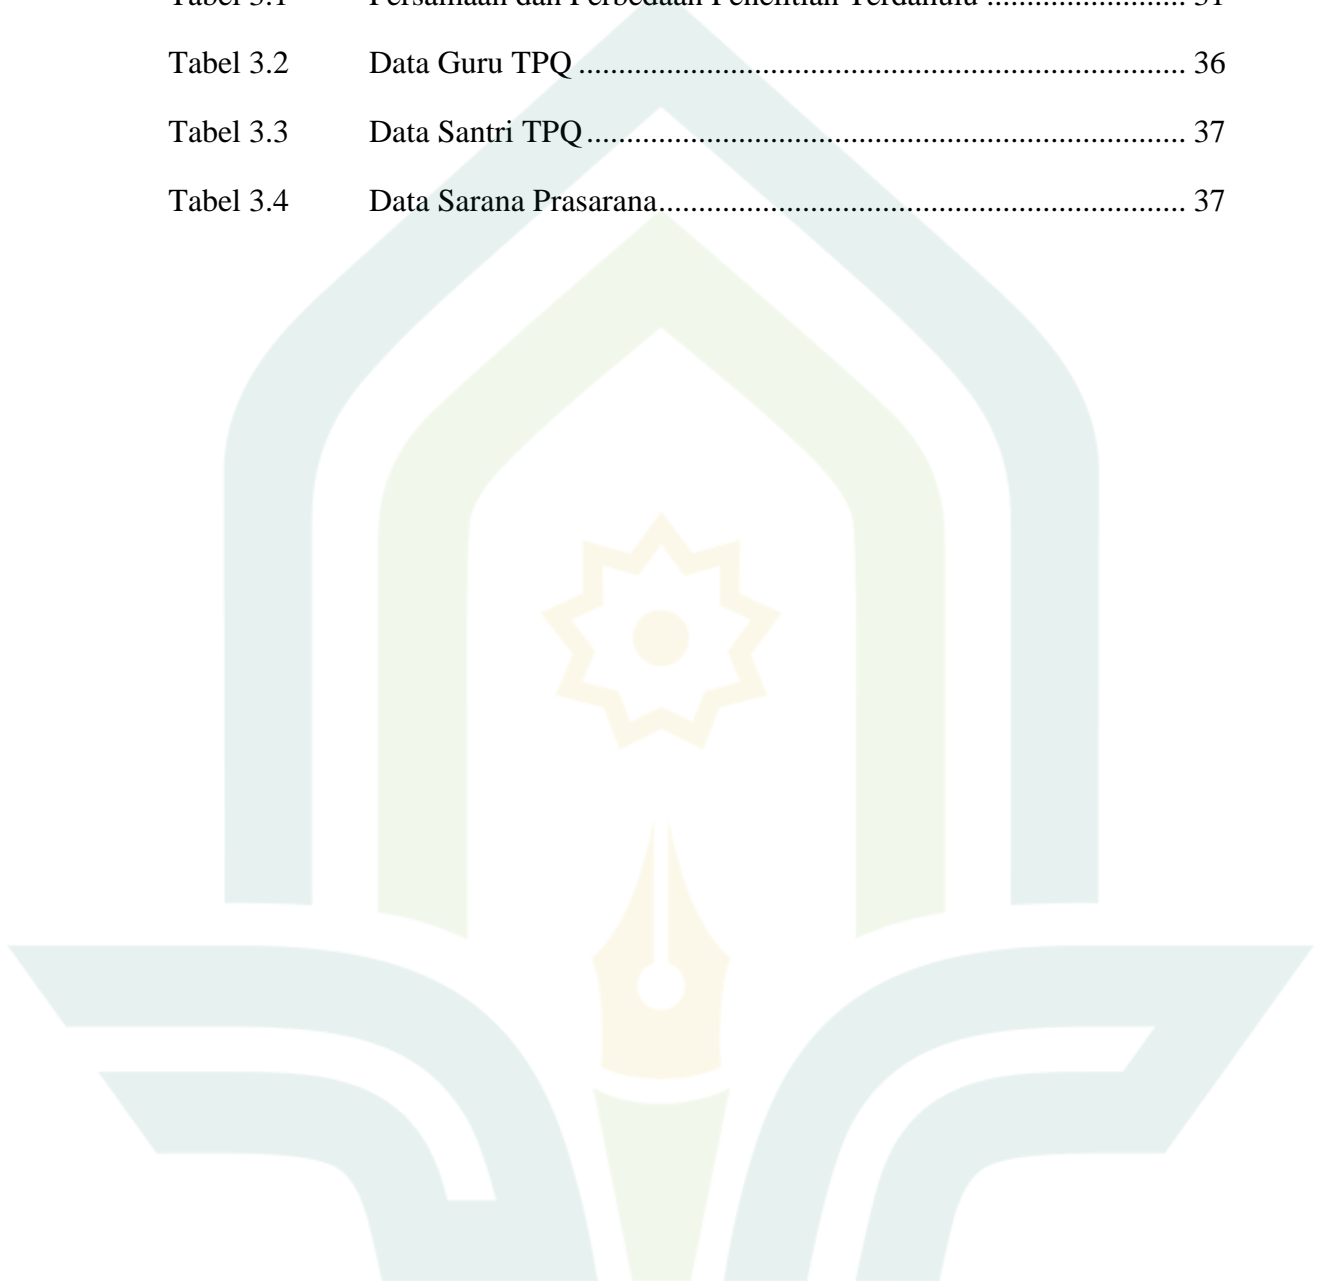 Tabel 3.1 Persamaan dan Perbedaan Penelitian Terdahulu ........................ 31
Tabel 3.2 Data Guru TPQ ........................................................................... 36
Tabel 3.3 Data Santri TPQ .......................................................................... 37
Tabel 3.4 Data Sarana Prasarana ................................................................. 37